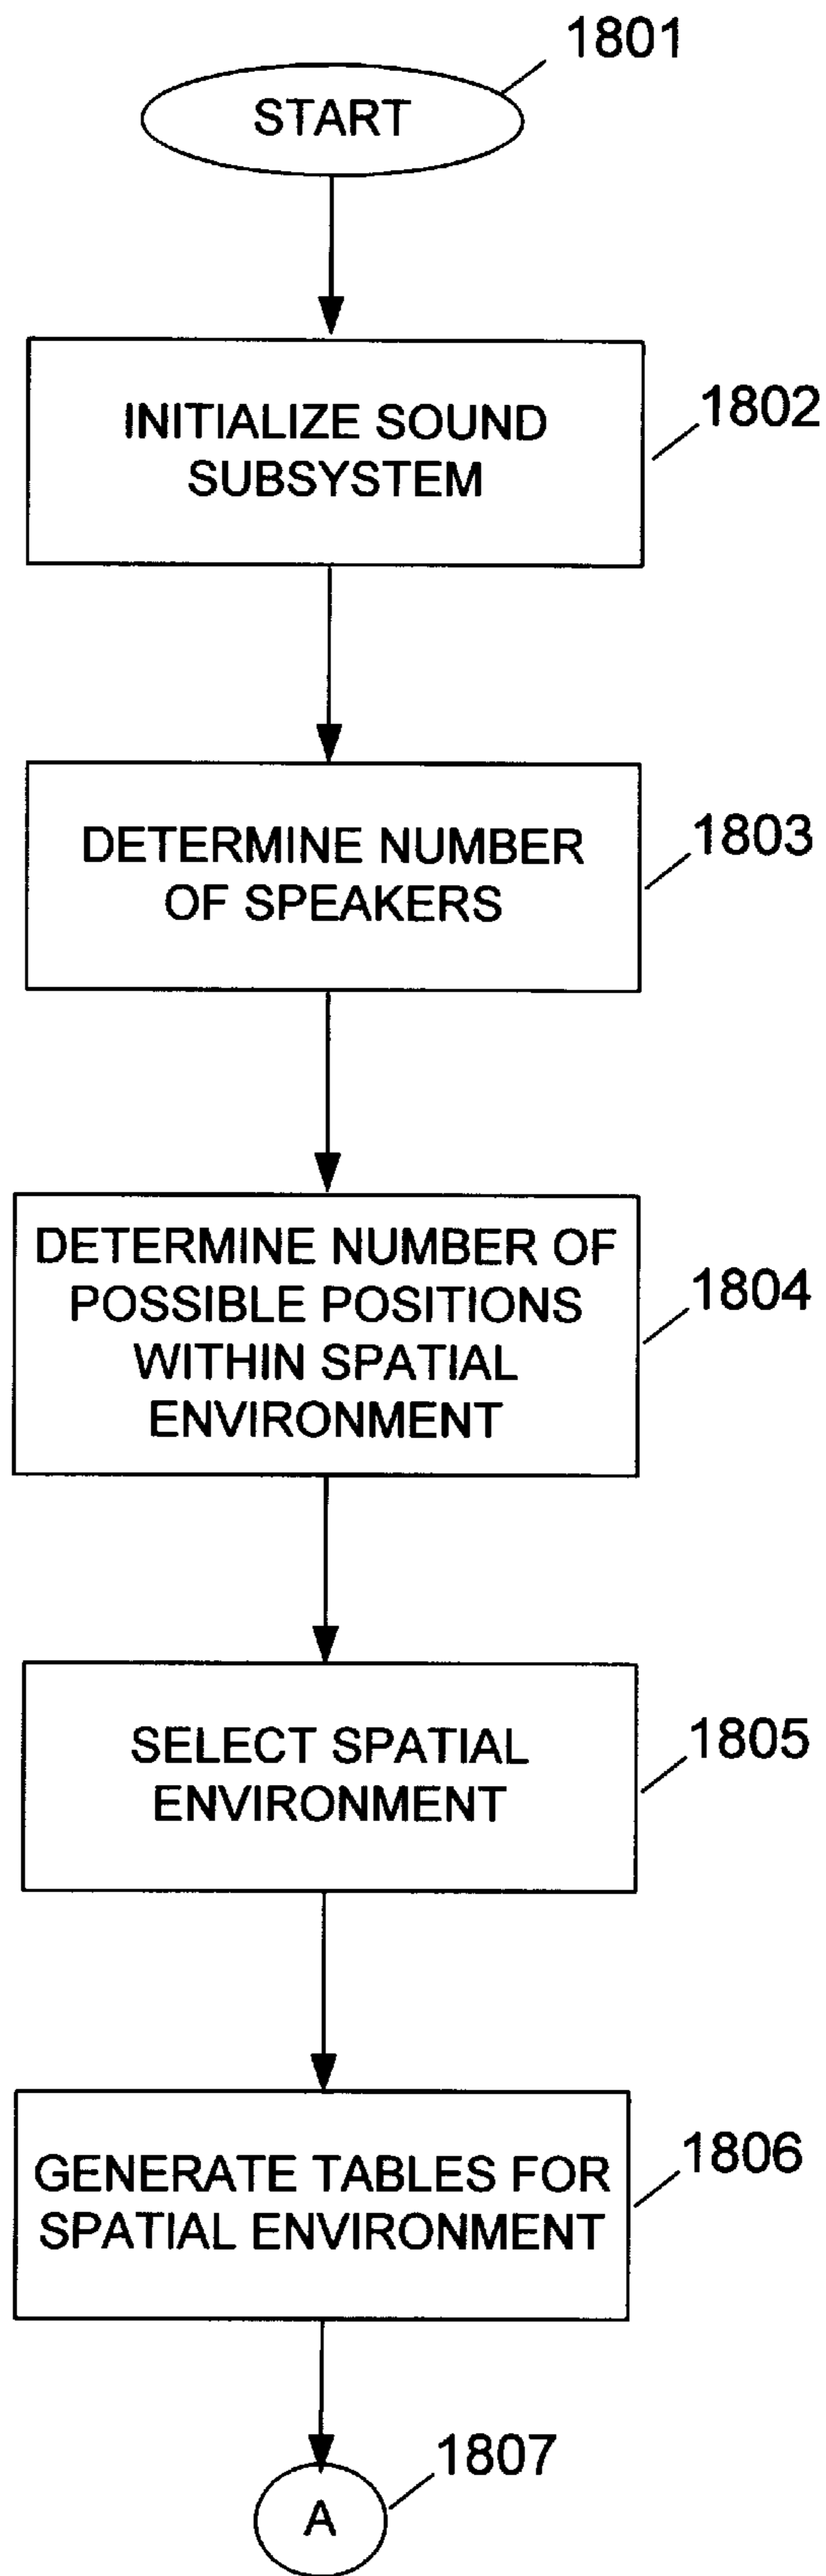 1801
START
INITIALIZE SOUND
SUBSYSTEM
1802
DETERMINE NUMBER
OF SPEAKERS
1803
DETERMINE NUMBER OF
POSSIBLE POSITIONS
WITHIN SPATIAL
ENVIRONMENT
1804
SELECT SPATIAL
ENVIRONMENT
1805
GENERATE TABLES FOR
SPATIAL ENVIRONMENT
1806
1807
A